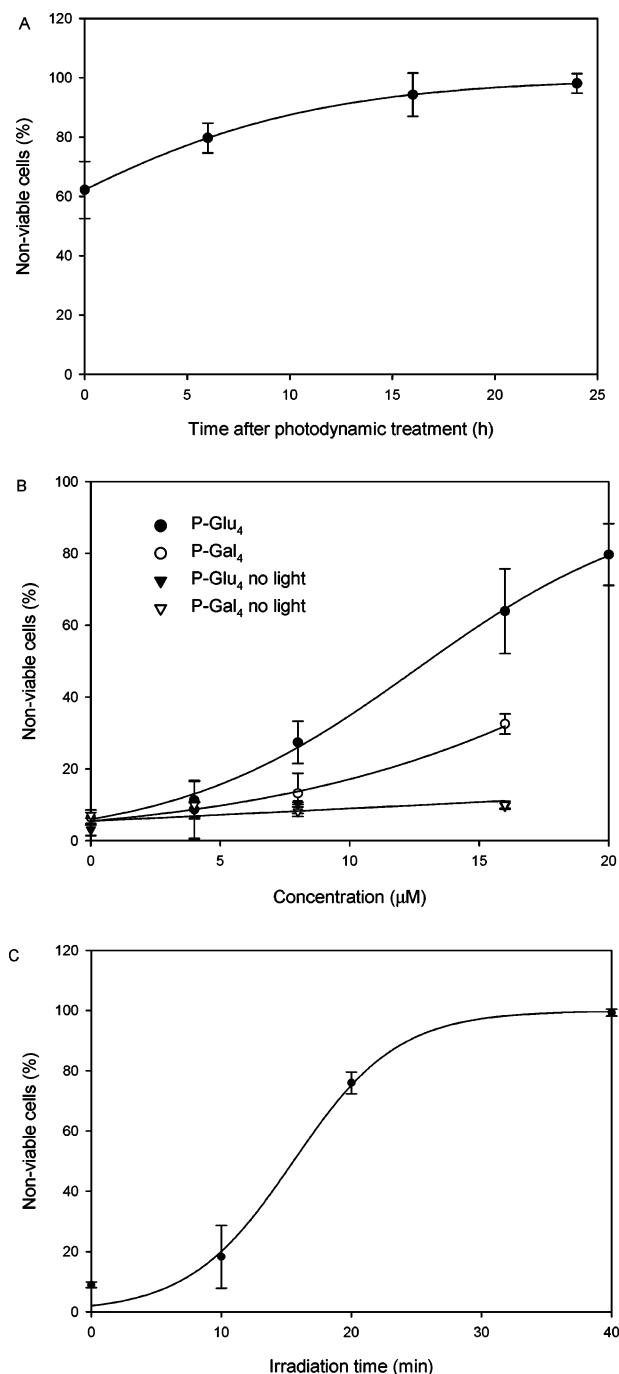 A
120
100
80
60
40
20
0
Non-viable cells (%)
0 5 10 15 20 25
Time after photodynamic treatment (h)
B
100
80
60
40
20
0
Non-viable cells (%)
P-Glu4
P-Gal4
P-Glu4 no light
P-Gal4 no light
0 5 10 15 20
Concentration (µM)
C
120
100
80
60
40
20
0
Non-viable cells (%)
0 10 20 30 40
Irradiation time (min)